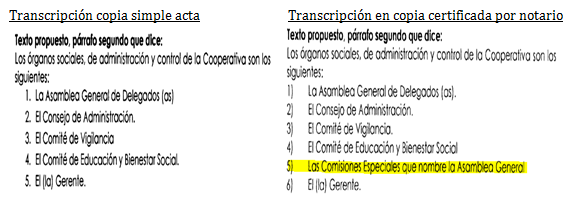 Transcripción copia simple acta
Texto propuesto, párrafo segundo que dice:
Los órganos sociales, de administración y control de la Cooperativa son los
siguientes:
1. La Asamblea General de Delegados (as)
2. El Consejo de Administración.
3. El Comité de Vigilancia
4. El Comité de Educación y Bienestar Social.
5. El (la) Gerente.
Transcripción en copia certificada por notario
Texto propuesto, párrafo segundo que dice:
Los órganos sociales, de administración y control de la Cooperativa son los
siguientes:
1) La Asamblea General de Delegados (as).
2) El Consejo de Administración.
3) El Comité de Vigilancia.
4) El Comité de Educación y Bienestar Social
5) Las Comisiones Especiales que nombre la Asamblea General
6) El (la) Gerente.